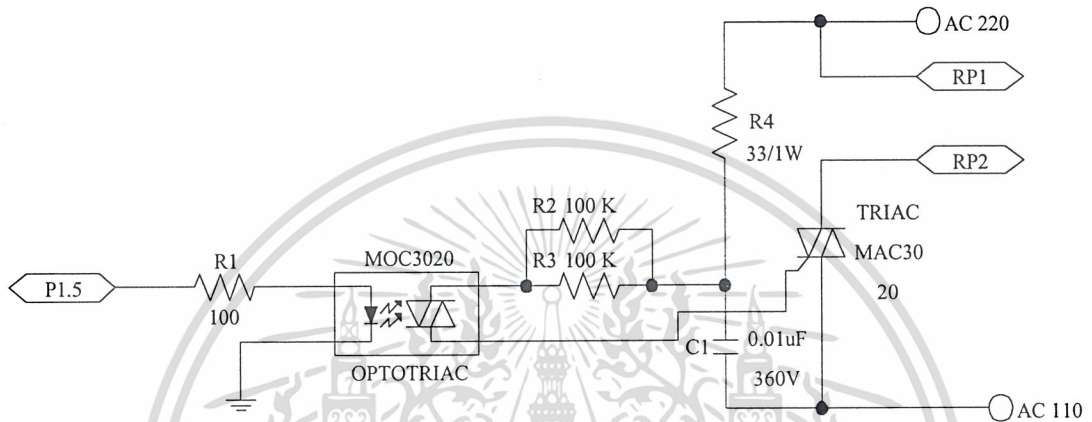 AC 220
RP1
R4
33/1W
RP2
TRIAC
MAC30
20
R2 100 K
R3 100 K
MOC3020
R1
P1.5
100
OPTOTRIAC
C1
0.01uF
360V
AC 110